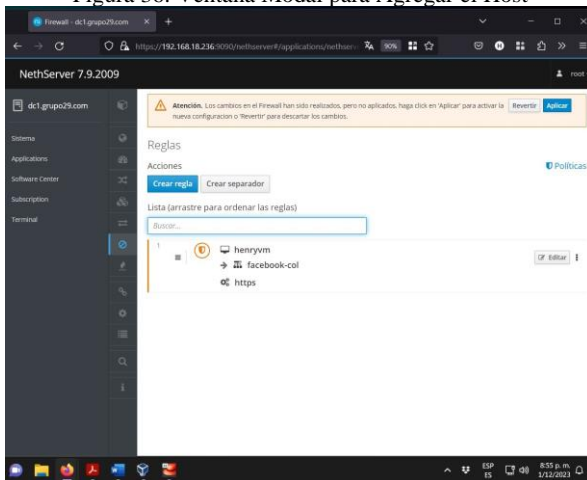 Figura 38: Ventana Modal para Agregar el Host
Firewall - dc1.grupo29.com
https://192.168.18.236:9090/nethserver#/applications/nethserv
90%
NethServer 7.9.2009
root
dc1.grupo29.com
Sistema
Applications
Software Center
Subscription
Terminal
Atención. Los cambios en el Firewall han sido realizados, pero no aplicados, haga click en 'Aplicar' para activar la
nueva configuracion o 'Revertir' para descartar los cambios.
Revertir
Aplicar
Reglas
Acciones
Políticas
Crear regla
Crear separador
Lista (arrastre para ordenar las reglas)
Buscar...
1
henryvm
facebook-col
https
Editar
ESP
ES
8:55 p. m.
1/12/2023